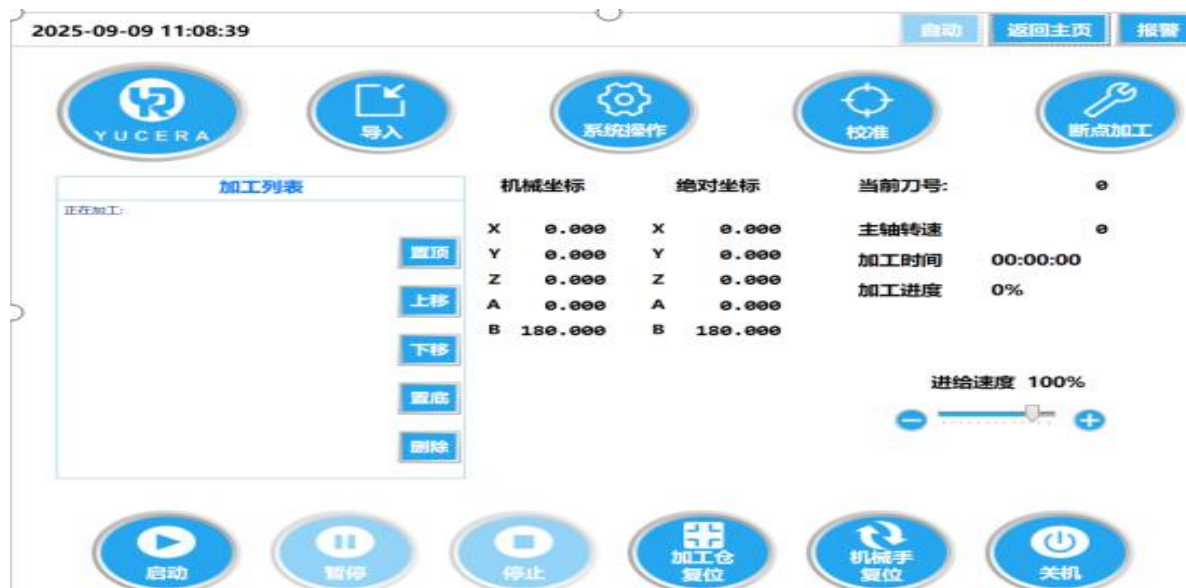 2025-09-09 11:08:39 自动 返回主页 报警
YUCERA 导入 系统操作 校准 断点加工
加工列表 机械坐标 绝对坐标 当前刀号: 0
正在加工:
X 0.000 X 0.000 主轴转速 0
置顶 Y 0.000 Y 0.000 加工时间 00:00:00
Z 0.000 Z 0.000 加工进度 0%
上移 A 0.000 A 0.000
B 180.000 B 180.000
下移
进给速度 100%
置底
删除
启动 暂停 停止 加工仓 机械手 关机
复位 复位